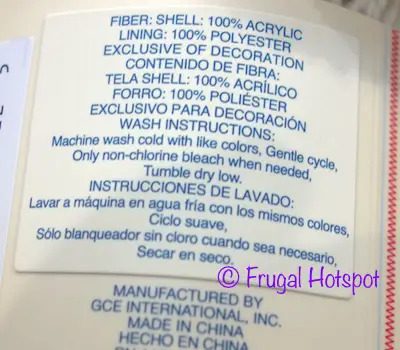 FIBER: SHELL: 100% ACRYLIC
LINING: 100% POLYESTER
EXCLUSIVE OF DECORATION
CONTENIDO DE FIBRA:
TELA SHELL: 100% ACRÍLICO
FORRO: 100% POLIÉSTER
EXCLUSIVO PARA DECORACIÓN
WASH INSTRUCTIONS:
Machine wash cold with like colors, Gentle cycle,
Only non-chlorine bleach when needed,
Tumble dry low.
INSTRUCCIONES DE LAVADO:
Lavar a máquina en agua fría con los mismos colores,
Ciclo suave,
Sólo blanqueador sin cloro cuando sea necesario,
Secar en seco.
© Frugal Hotspot
MANUFACTURED BY
GCE INTERNATIONAL, INC.
MADE IN CHINA
HECHO EN CHINA